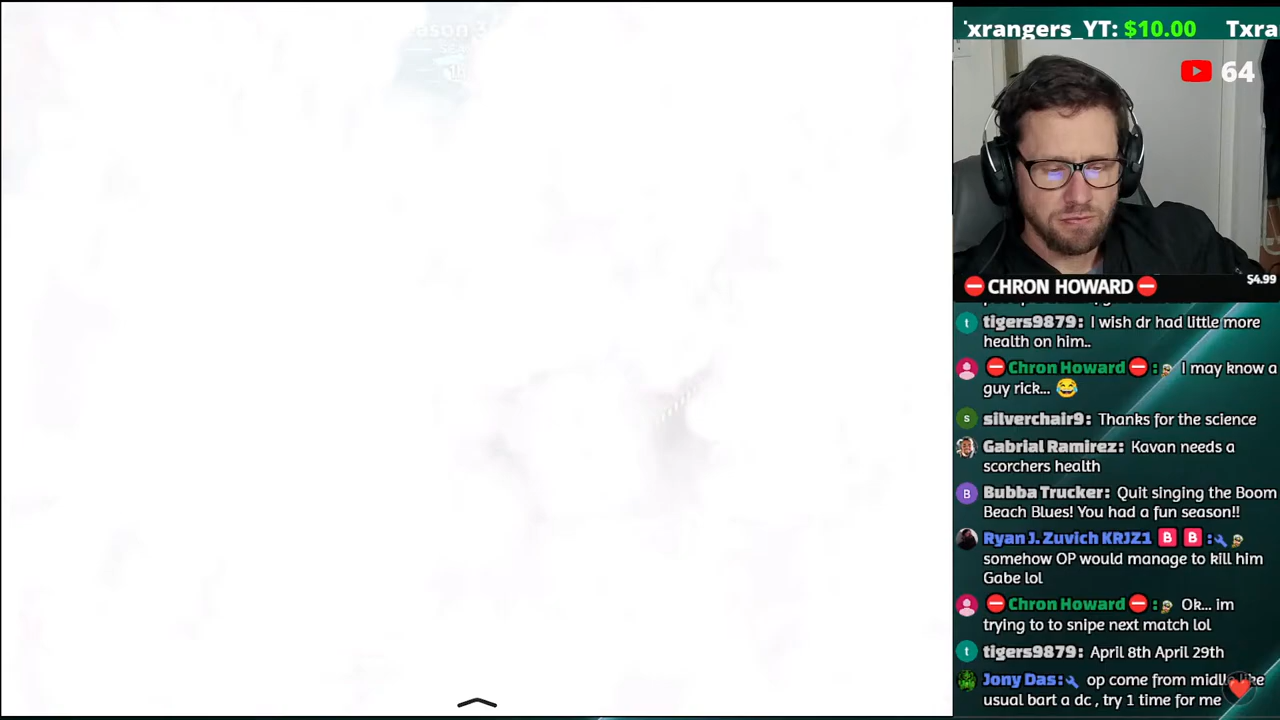 'xrangers_YT: $10.00 Txra
64
⛔ CHRON HOWARD ⛔ $4.99
tigers9879: I wish dr had little more
health on him..
⛔ Chron Howard ⛔ : I may know a
guy rick... 😂
silverchair9: Thanks for the science
Gabrial Ramirez: Kavan needs a
scorchers health
Bubba Trucker: Quit singing the Boom
Beach Blues! You had a fun season!!
Ryan J. Zuvich KRJZ1 B B :
somehow OP would manage to kill him
Gabe lol
⛔ Chron Howard ⛔ : Ok... im
trying to to snipe next match lol
tigers9879: April 8th April 29th
Jony Das: op come from midll like
usual bart a dc , try 1 time for me